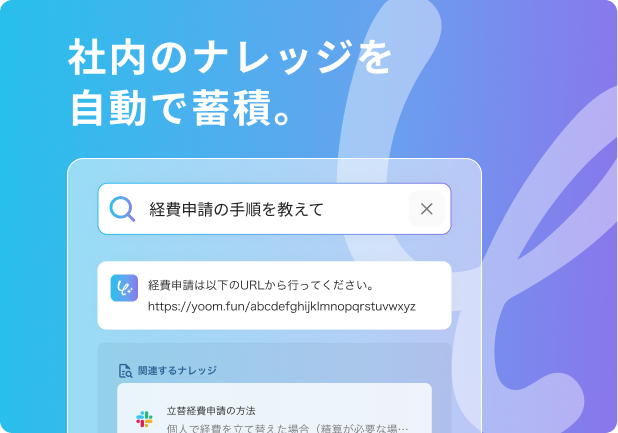 社内のナレッジを
自動で蓄積。
経費申請の手順を教えて
経費申請は以下のURLから行ってください。
https://yoom.fun/abcdefghijklmnopqrstuvwxyz
関連するナレッジ
立替経費申請の方法
個人で経費を立て替えた場合（精算が必要な場…